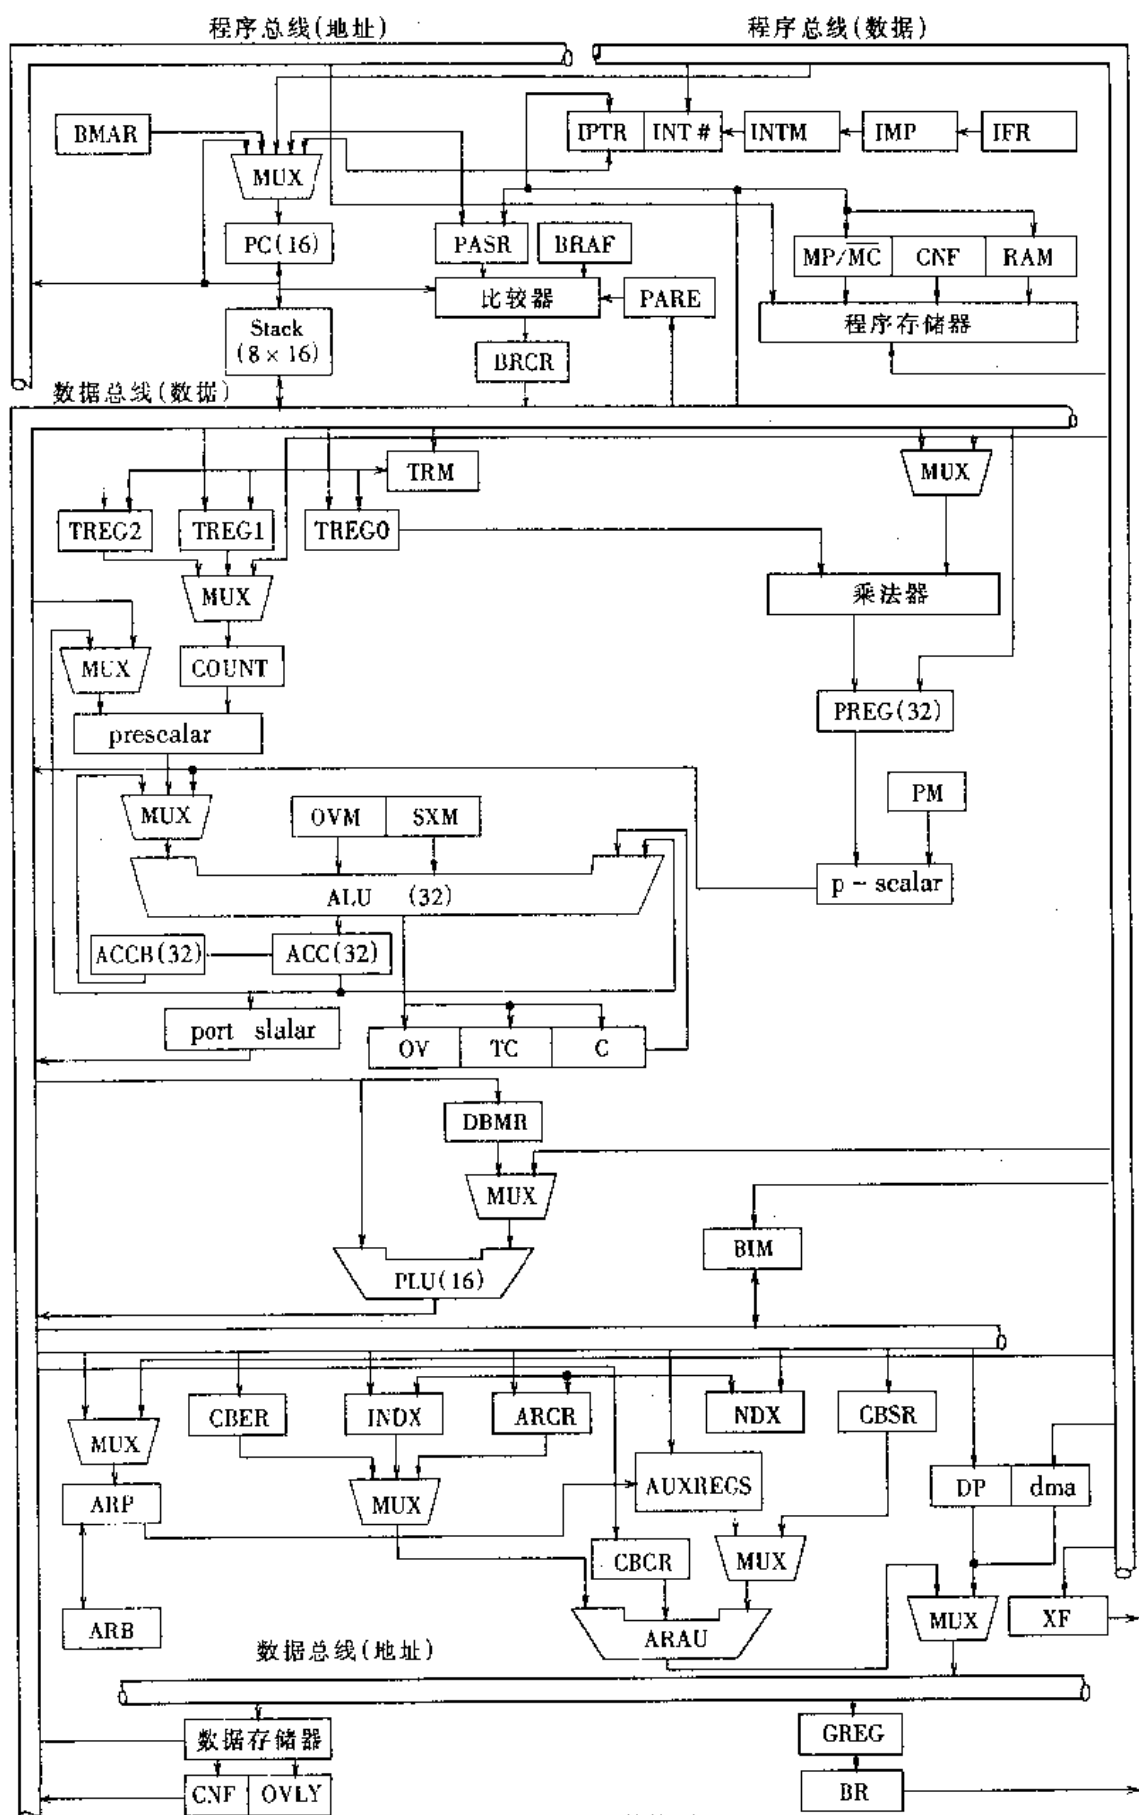 程序总线(地址)
程序总线(数据)
BMAR
IPTR
INT #
INTM
IMP
IFR
MUX
PC(16)
PASR
BRAF
MP/MC
CNF
RAM
比较器
PARE
程序存储器
Stack
(8×16)
BRCR
数据总线(数据)
TRM
MUX
TREG2
TREG1
TREG0
MUX
乘法器
MUX
COUNT
PREG(32)
prescalar
PM
MUX
OVM
SXM
ALU (32)
p-scalar
ACCB(32)
ACC(32)
port slalar
OV
TC
C
DBMR
MUX
BIM
PLU(16)
CBER
INDX
ARCR
NDX
CBSR
MUX
AUXREGS
DP
dma
ARP
MUX
CBCR
MUX
ARB
ARAU
MUX
XF
数据总线(地址)
数据存储器
GREG
CNF
OVLY
BR